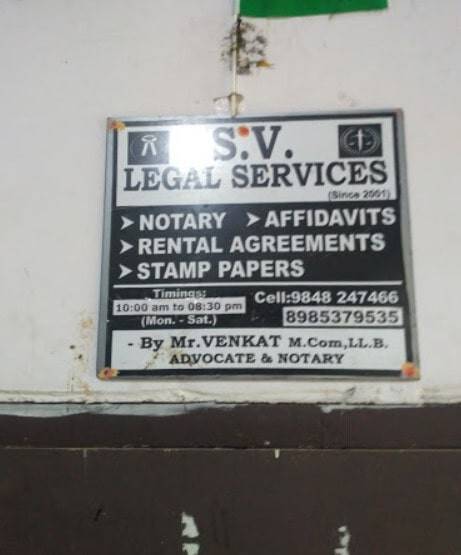 S.V.
LEGAL SERVICES
(Since 2001)
➤ NOTARY ➤ AFFIDAVITS
➤ RENTAL AGREEMENTS
➤ STAMP PAPERS
Timings:
10:00 am to 08:30 pm
(Mon. - Sat.)
Cell:9848 247466
8985379535
- By Mr.VENKAT M.Com,LL.B.
ADVOCATE & NOTARY